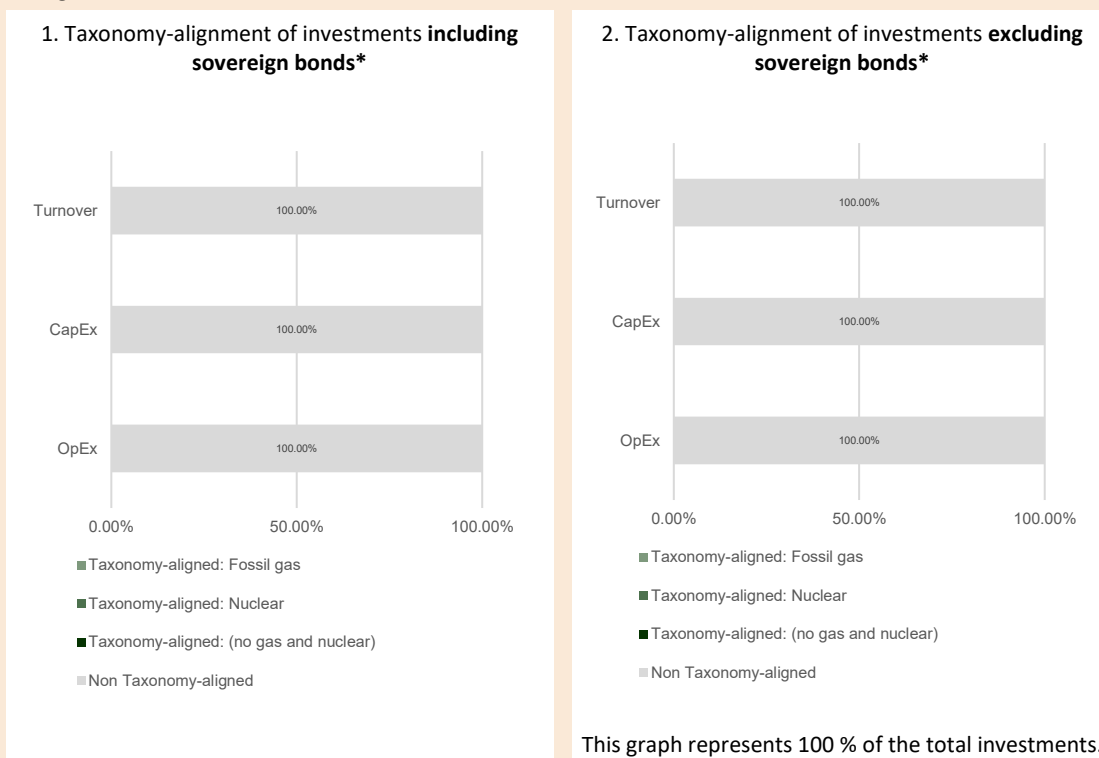 1. Taxonomy-alignment of investments including
sovereign bonds*
Turnover
100.00%
CapEx
100.00%
OpEx
100.00%
0.00%
50.00%
100.00%
Taxonomy-aligned: Fossil gas
Taxonomy-aligned: Nuclear
Taxonomy-aligned: (no gas and nuclear)
Non Taxonomy-aligned
2. Taxonomy-alignment of investments excluding
sovereign bonds*
Turnover
100.00%
CapEx
100.00%
OpEx
100.00%
0.00%
50.00%
100.00%
Taxonomy-aligned: Fossil gas
Taxonomy-aligned: Nuclear
Taxonomy-aligned: (no gas and nuclear)
Non Taxonomy-aligned
This graph represents 100 % of the total investments.